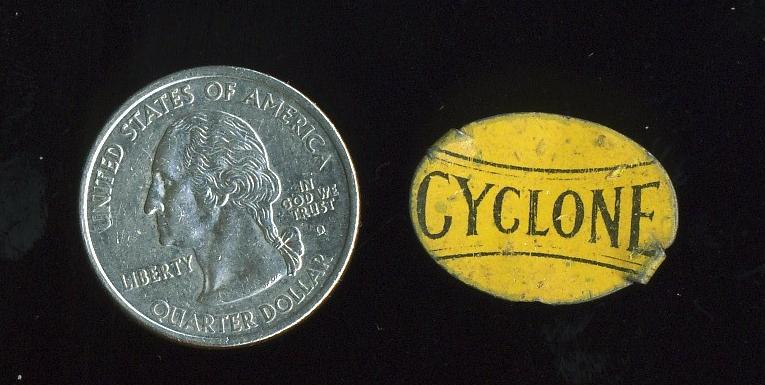 UNITED STATES OF AMERICA
IN
GOD WE
TRUST
D
LIBERTY
QUARTER DOLLAR
CYCLONE